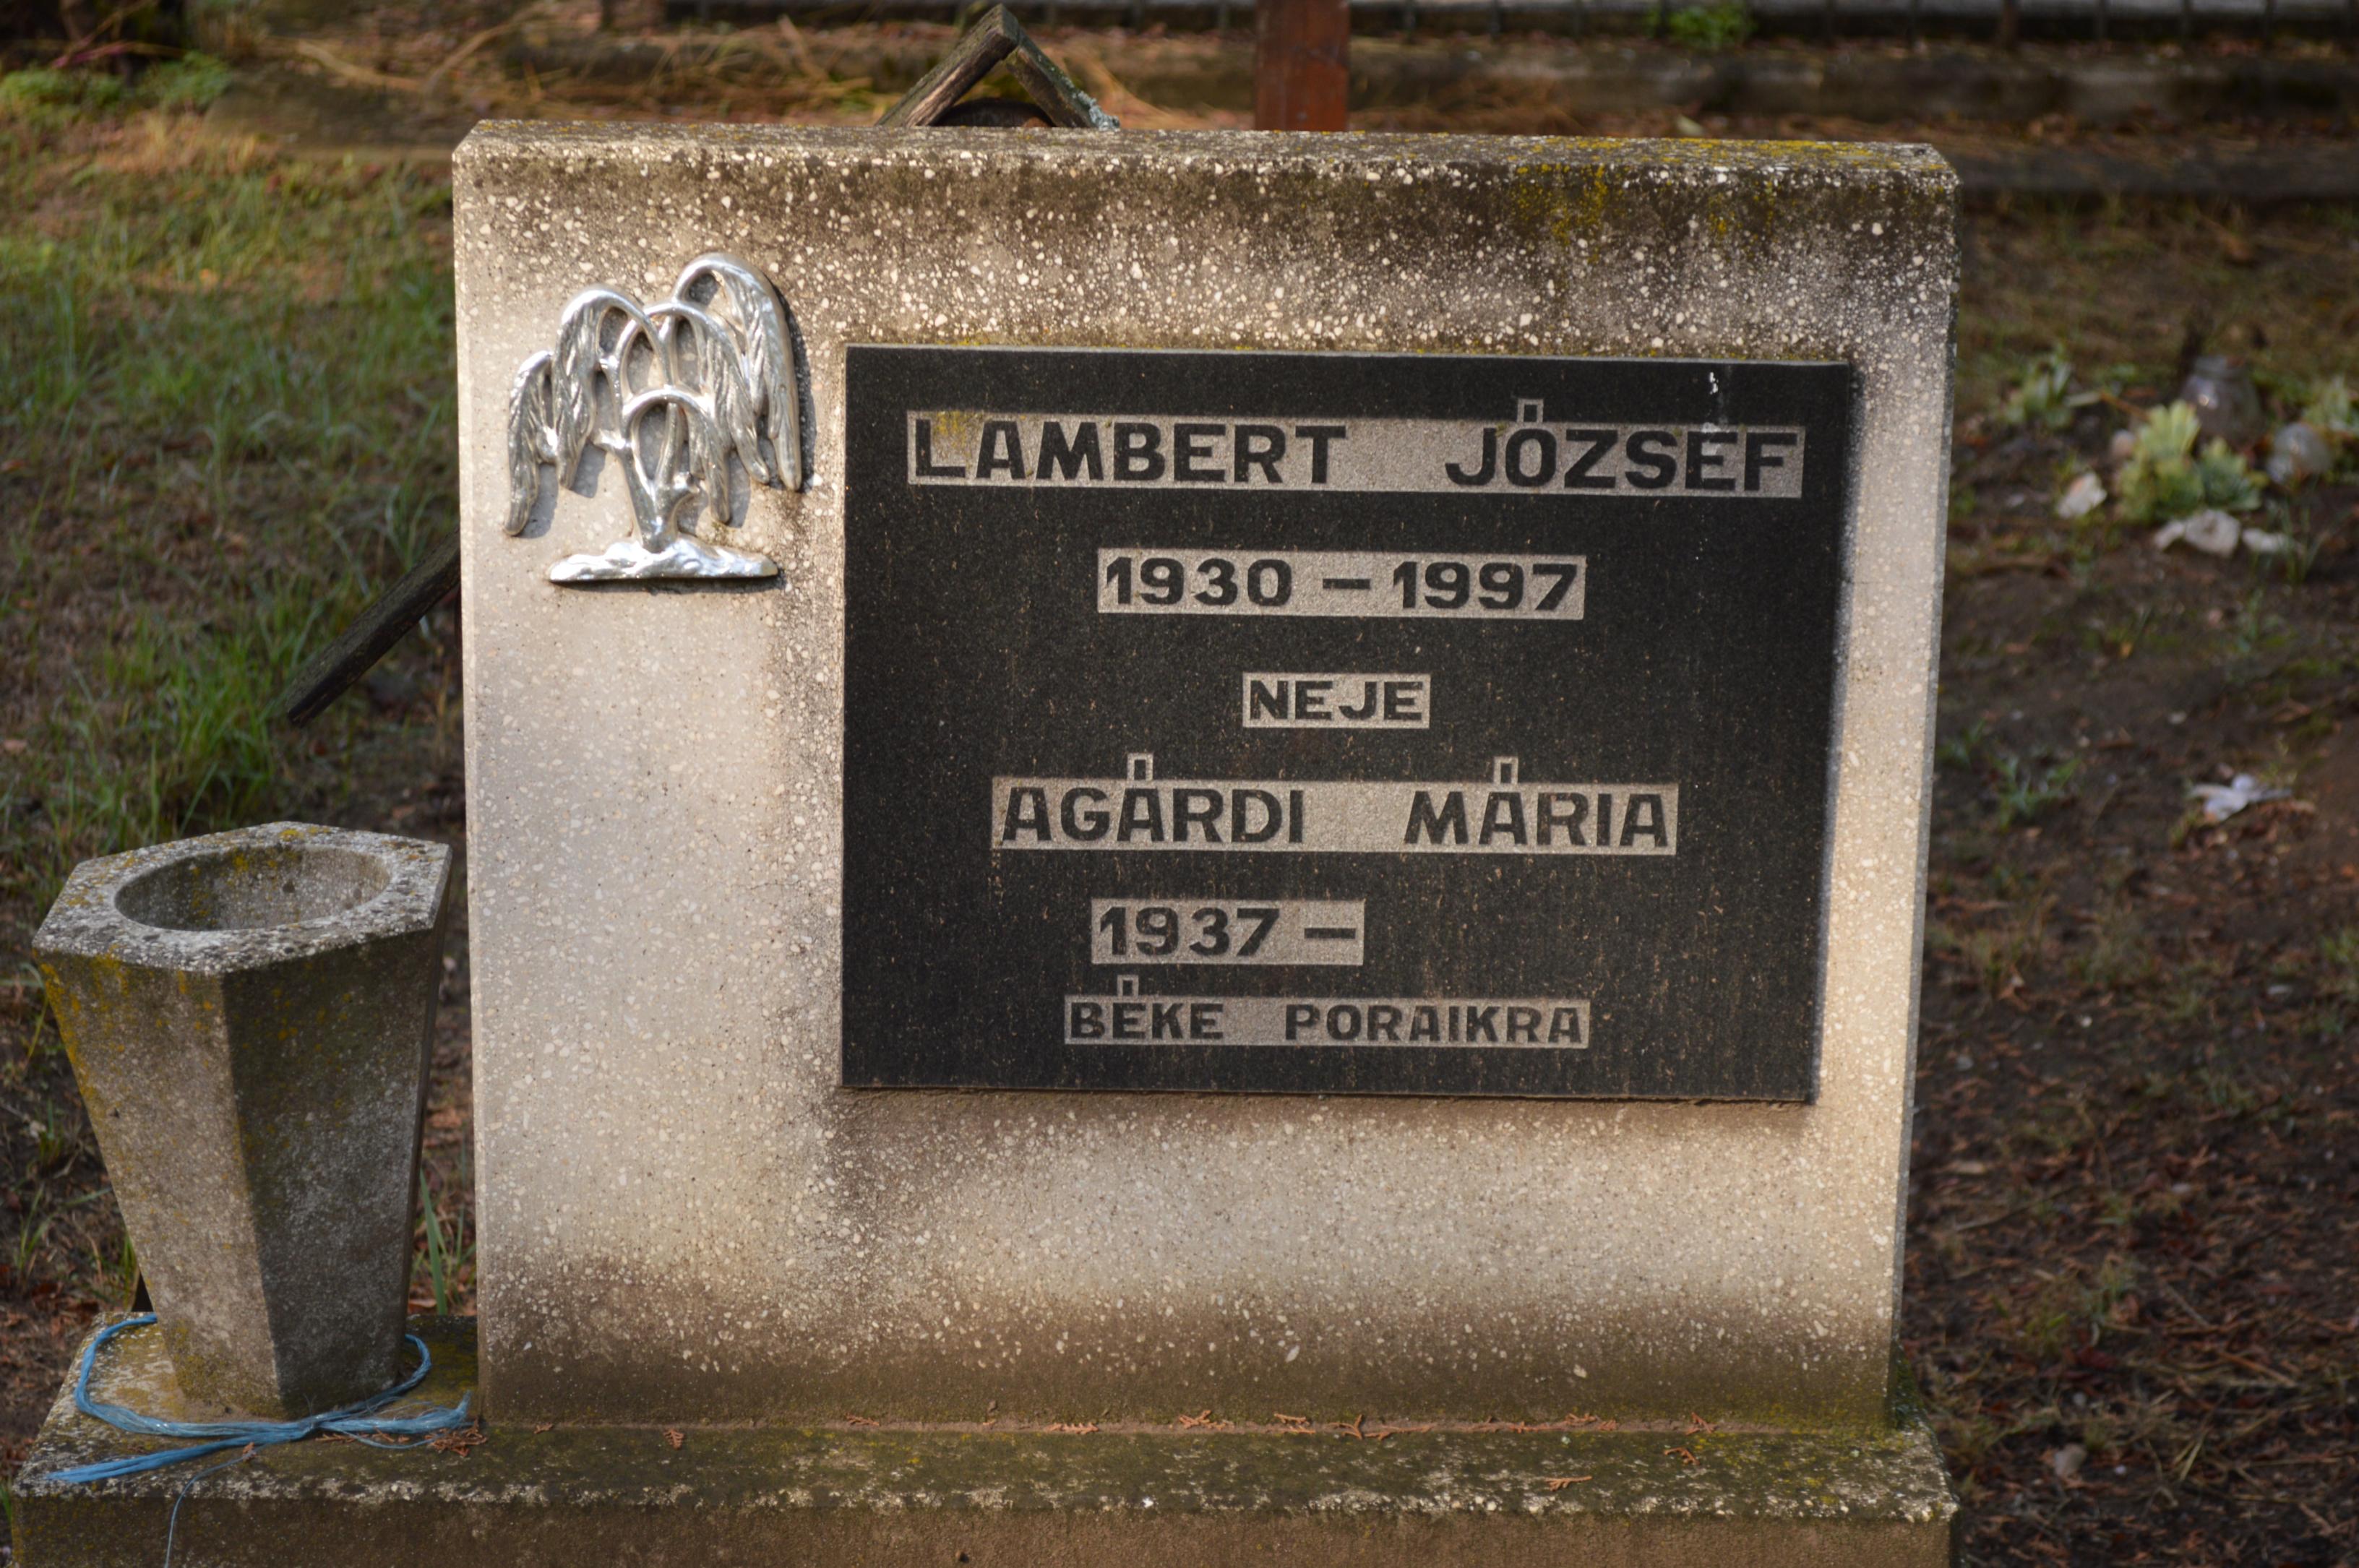 LAMBERT JÓZSEF
1930 – 1997
NEJE
AGÁRDI MÁRIA
1937 –
BÉKE PORAIKRA